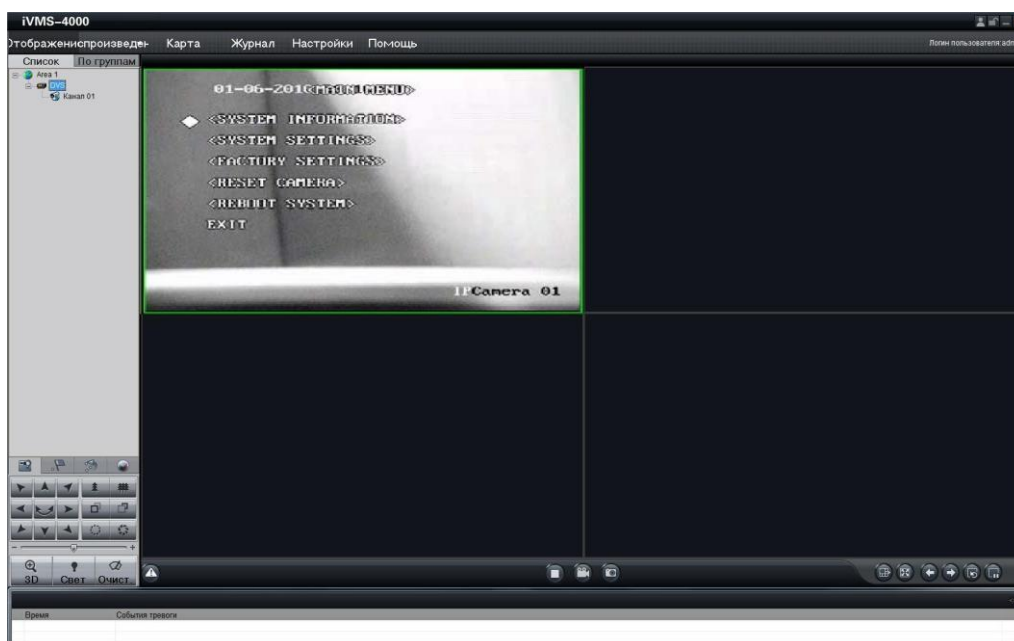 iVMS-4000
Отображениепроизведен Карта Журнал Настройки Помощь Логин пользователя:adm
Список По группам
Area 1
DVS
Канал 01
01-06-201 MAIN MENU>
<SYSTEM INFORMATION>
<SYSTEM SETTINGS>
<FACTORY SETTINGS>
<RESET CAMERA>
<REBOOT SYSTEM>
EXIT
IPCamera 01
3D Свет Очист
Время События тревоги